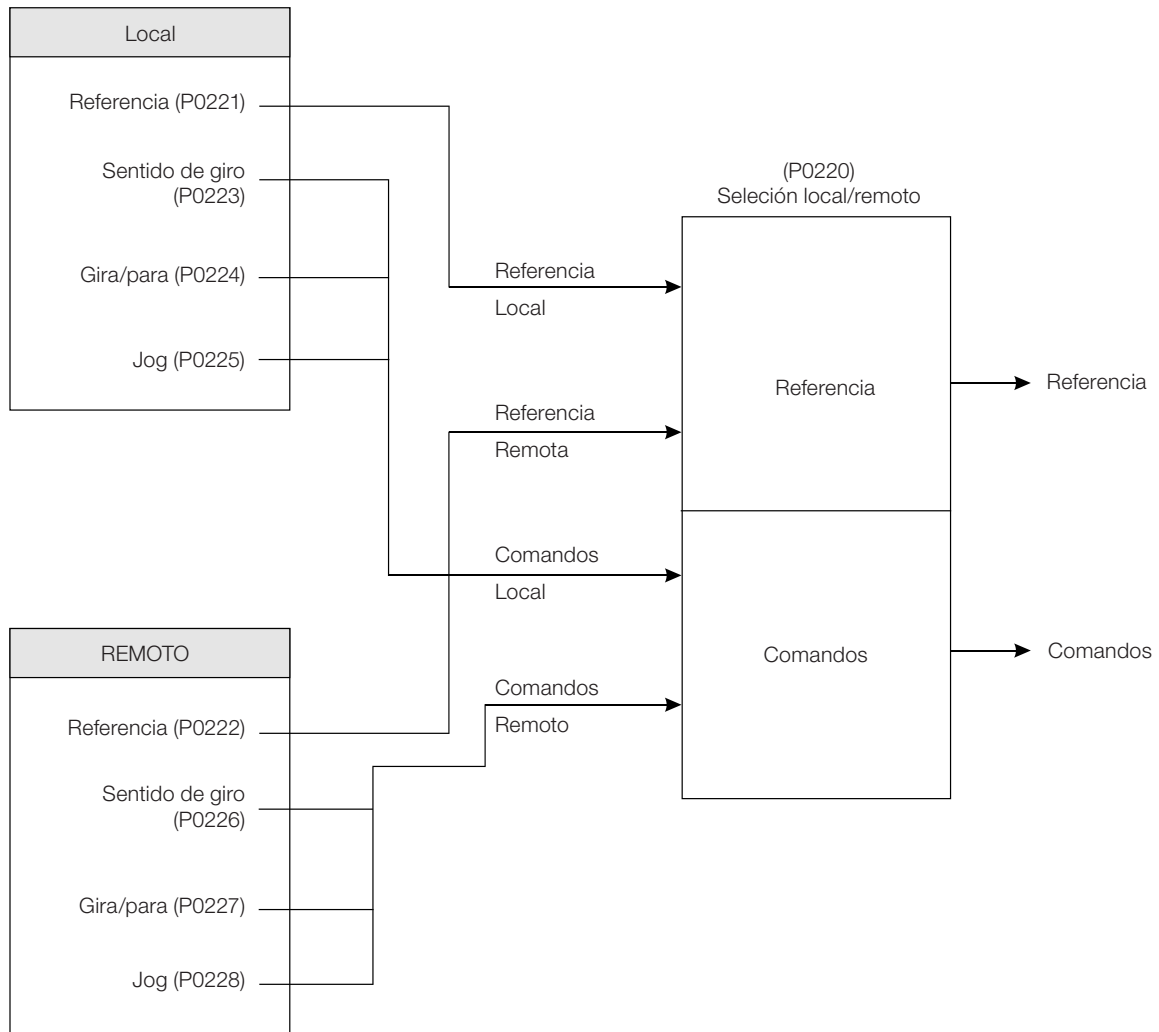 Local
Referencia (P0221)
Sentido de giro
(P0223)
Gira/para (P0224)
Jog (P0225)
REMOTO
Referencia (P0222)
Sentido de giro
(P0226)
Gira/para (P0227)
Jog (P0228)
Referencia
Local
Referencia
Remota
Comandos
Local
Comandos
Remoto
(P0220)
Seleción local/remoto
Referencia
Comandos
Referencia
Comandos